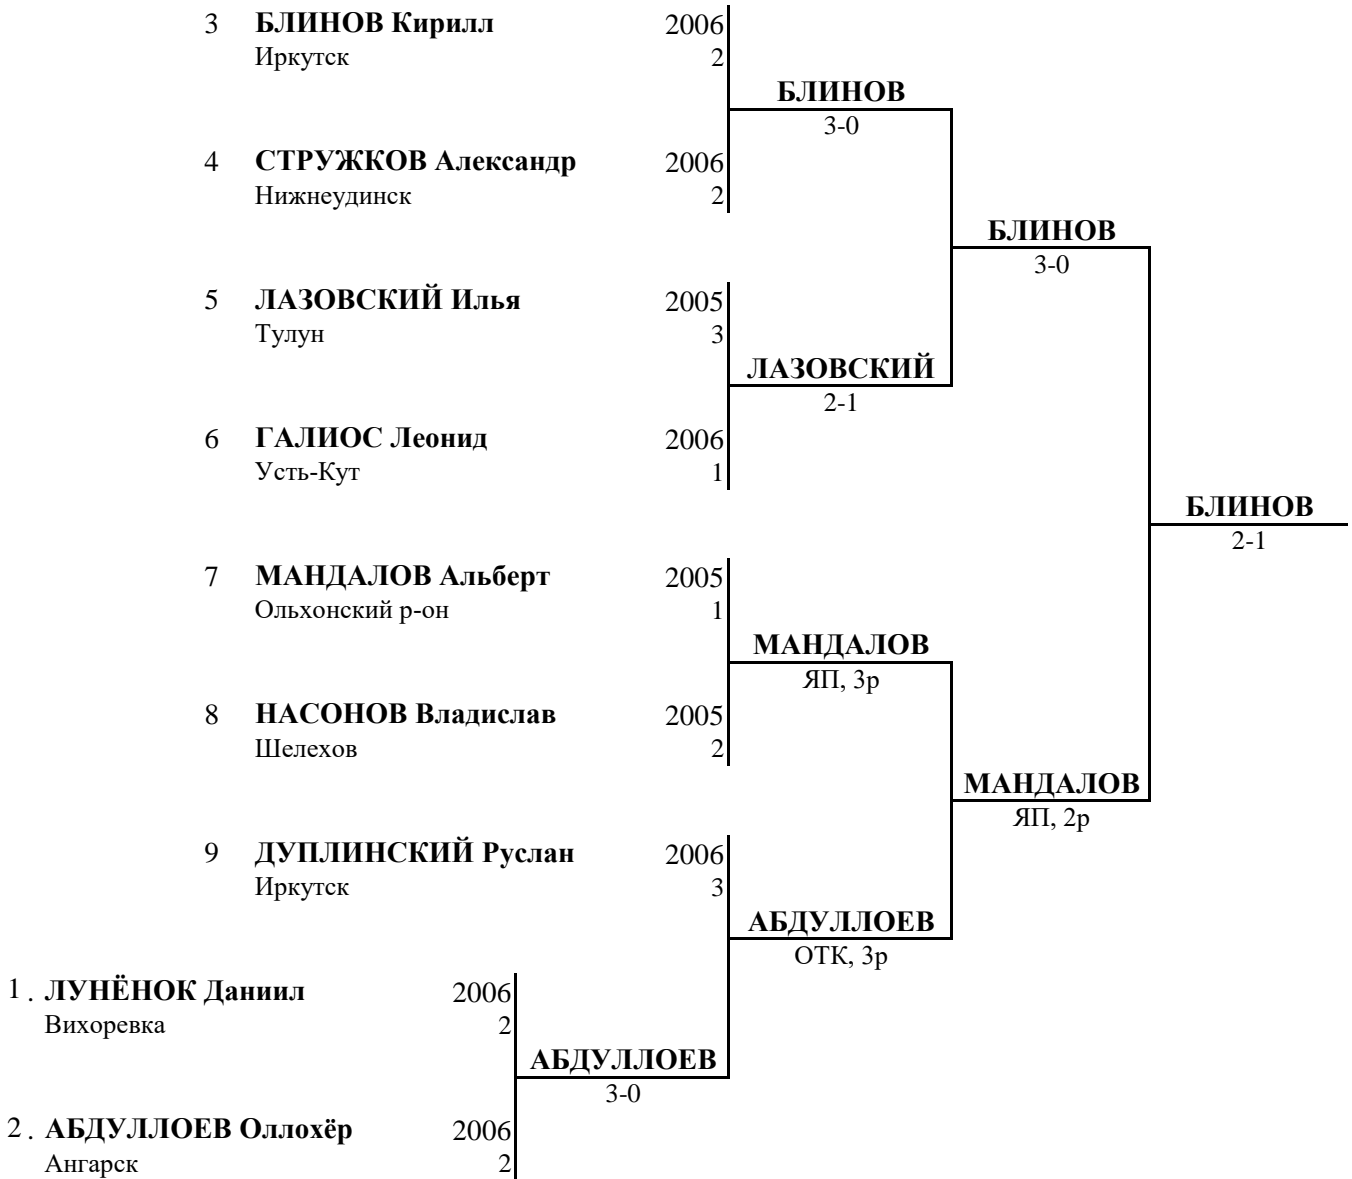 3 БЛИНОВ Кирилл 2006
Иркутск 2
БЛИНОВ
3-0
4 СТРУЖКОВ Александр 2006
Нижнеудинск 2
БЛИНОВ
3-0
5 ЛАЗОВСКИЙ Илья 2005
Тулун 3
ЛАЗОВСКИЙ
2-1
6 ГАЛИОС Леонид 2006
Усть-Кут 1
БЛИНОВ
2-1
7 МАНДАЛОВ Альберт 2005
Ольхонский р-он 1
МАНДАЛОВ
ЯП, 3р
8 НАСОНОВ Владислав 2005
Шелехов 2
МАНДАЛОВ
ЯП, 2р
9 ДУПЛИНСКИЙ Руслан 2006
Иркутск 3
АБДУЛЛОЕВ
ОТК, 3р
1. ЛУНЁНОК Даниил 2006
Вихоревка 2
АБДУЛЛОЕВ
3-0
2. АБДУЛЛОЕВ Оллохёр 2006
Ангарск 2